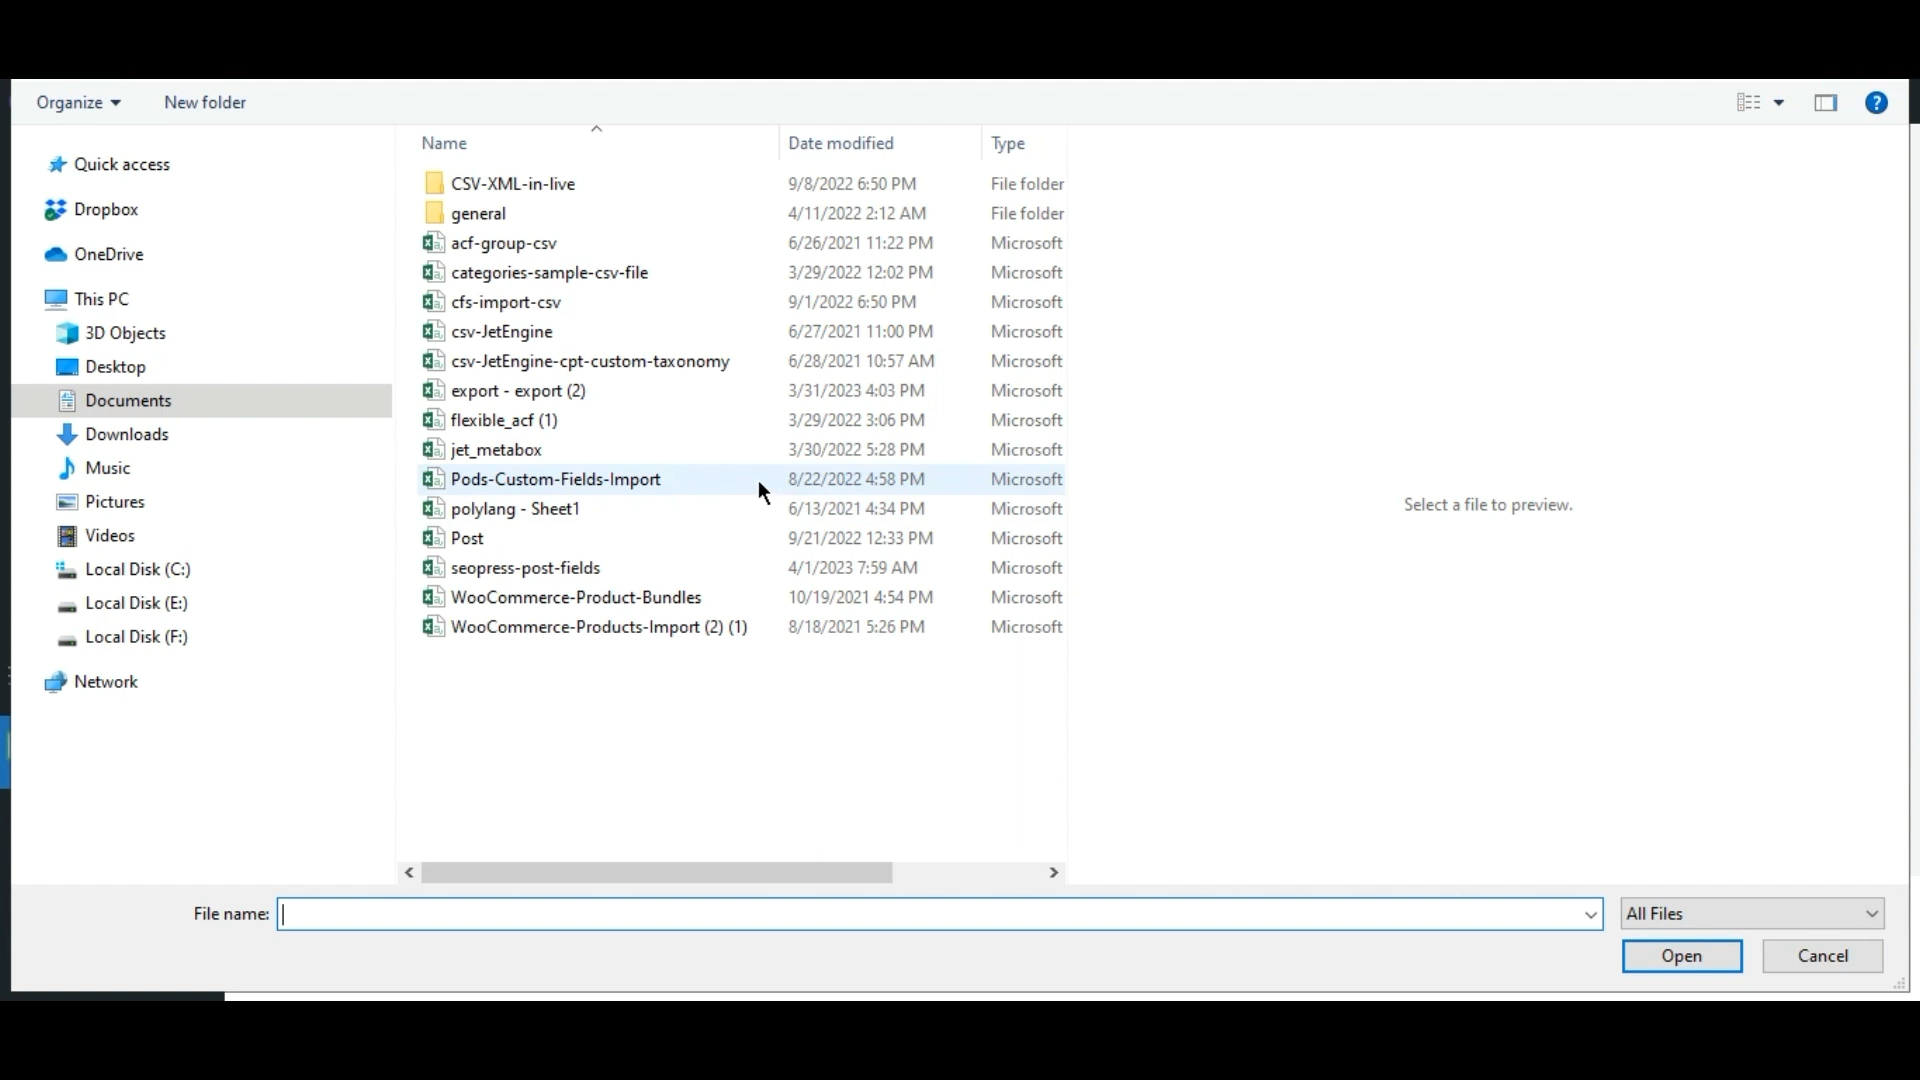 Organize
New folder
?
Quick access
Dropbox
OneDrive
This PC
3D Objects
Desktop
Documents
Downloads
Music
Pictures
Videos
Local Disk (C:)
Local Disk (E:)
Local Disk (F:)
Network
Name Date modified Type
CSV-XML-in-live 9/8/2022 6:50 PM File folder
general 4/11/2022 2:12 AM File folder
acf-group-csv 6/26/2021 11:22 PM Microsoft
categories-sample-csv-file 3/29/2022 12:02 PM Microsoft
cfs-import-csv 9/1/2022 6:50 PM Microsoft
csv-JetEngine 6/27/2021 11:00 PM Microsoft
csv-JetEngine-cpt-custom-taxonomy 6/28/2021 10:57 AM Microsoft
export - export (2) 3/31/2023 4:03 PM Microsoft
flexible_acf (1) 3/29/2022 3:06 PM Microsoft
jet_metabox 3/30/2022 5:28 PM Microsoft
Pods-Custom-Fields-Import 8/22/2022 4:58 PM Microsoft
polylang - Sheet1 6/13/2021 4:34 PM Microsoft
Post 9/21/2022 12:33 PM Microsoft
seopress-post-fields 4/1/2023 7:59 AM Microsoft
WooCommerce-Product-Bundles 10/19/2021 4:54 PM Microsoft
WooCommerce-Products-Import (2) (1) 8/18/2021 5:26 PM Microsoft
Select a file to preview.
File name:
All Files
Open
Cancel